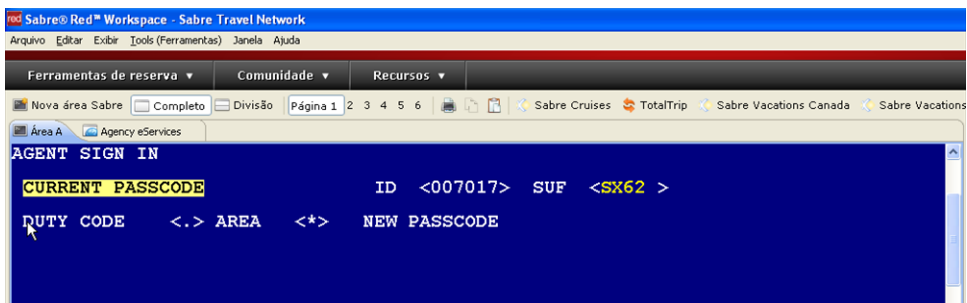 red Sabre® Red™ Workspace - Sabre Travel Network
Arquivo Editar Exibir Tools (Ferramentas) Janela Ajuda
Ferramentas de reserva ▼ Comunidade ▼ Recursos ▼
Nova área Sabre Completo Divisão Página 1 2 3 4 5 6 Sabre Cruises TotalTrip Sabre Vacations Canada Sabre Vacations
Área A Agency eServices
AGENT SIGN IN
CURRENT PASSCODE ID <007017> SUF <SX62 >
DUTY CODE <.> AREA <*> NEW PASSCODE